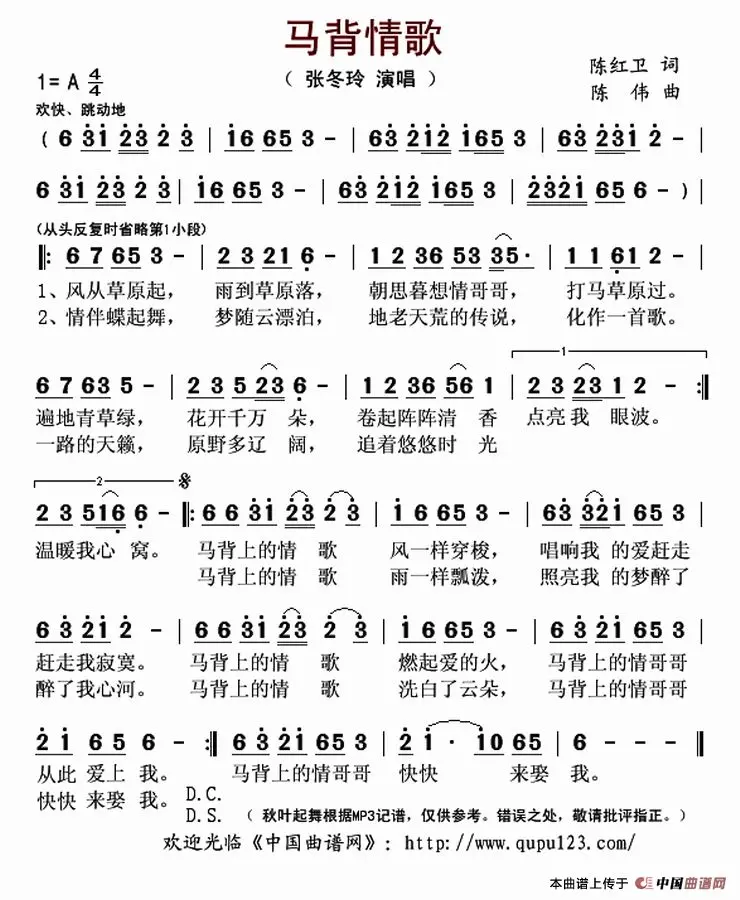 马背情歌
1=A 4/4
（ 张冬玲 演唱 ）
陈红卫 词
陈 伟 曲
欢快、跳动地
( 6 3 1 2 3 2 3 | 1 6 6 5 3 - | 6 3 2 1 2 1 6 5 3 | 6 3 2 3 1 2 - |
6 3 1 2 3 2 3 | 1 6 6 5 3 - | 6 3 2 1 2 1 6 5 3 | 2 3 2 1 6 5 6 - )
(从头反复时省略第1小段)
‖: 6 7 6 5 3 - | 2 3 2 1 6 - | 1 2 3 6 5 3 3 5 · | 1 1 6 1 2 - |
1、风从草原起， 雨到草原落， 朝思暮想情哥哥， 打马草原过。
2、情伴蝶起舞， 梦随云漂泊， 地老天荒的传说， 化作一首歌。
1
6 7 6 3 5 - | 2 3 5 2 3 6 - | 1 2 3 6 5 6 1 | 2 3 2 3 1 2 - :‖
遍地青草绿， 花开千万 朵， 卷起阵阵清 香 点亮我 眼波。
一路的天籁， 原野多辽 阔， 追着悠悠时 光
2 𝄋
2 3 5 1 6 6 - ‖: 6 6 3 1 2 3 2 3 | 1 6 6 5 3 - | 6 3 3 2 1 6 5 3 |
温暖我心 窝。 马背上的情 歌 风一样穿梭， 唱响我 的爱赶走
马背上的情 歌 雨一样瓢泼， 照亮我 的梦醉了
6 3 2 1 2 - | 6 6 3 1 2 3 2 3 | 1 6 6 5 3 - | 6 3 2 1 6 5 3 |
赶走我寂寞。 马背上的情 歌 燃起爱的火， 马背上的情哥哥
醉了我心河。 马背上的情 歌 洗白了云朵， 马背上的情哥哥
2 1 6 5 6 - :‖ 6 3 2 1 6 5 3 | 2 1 · 1 0 6 5 | 6 - - - ‖
从此 爱上 我。 马背上的情哥哥 快快 来娶 我。
快快 来娶 我。 D.C.
D.S. （ 秋叶起舞根据MP3记谱，仅供参考。错误之处，敬请批评指正。）
欢迎光临《中国曲谱网》：http://www.qupu123.com/
本曲谱上传于 中国曲谱网